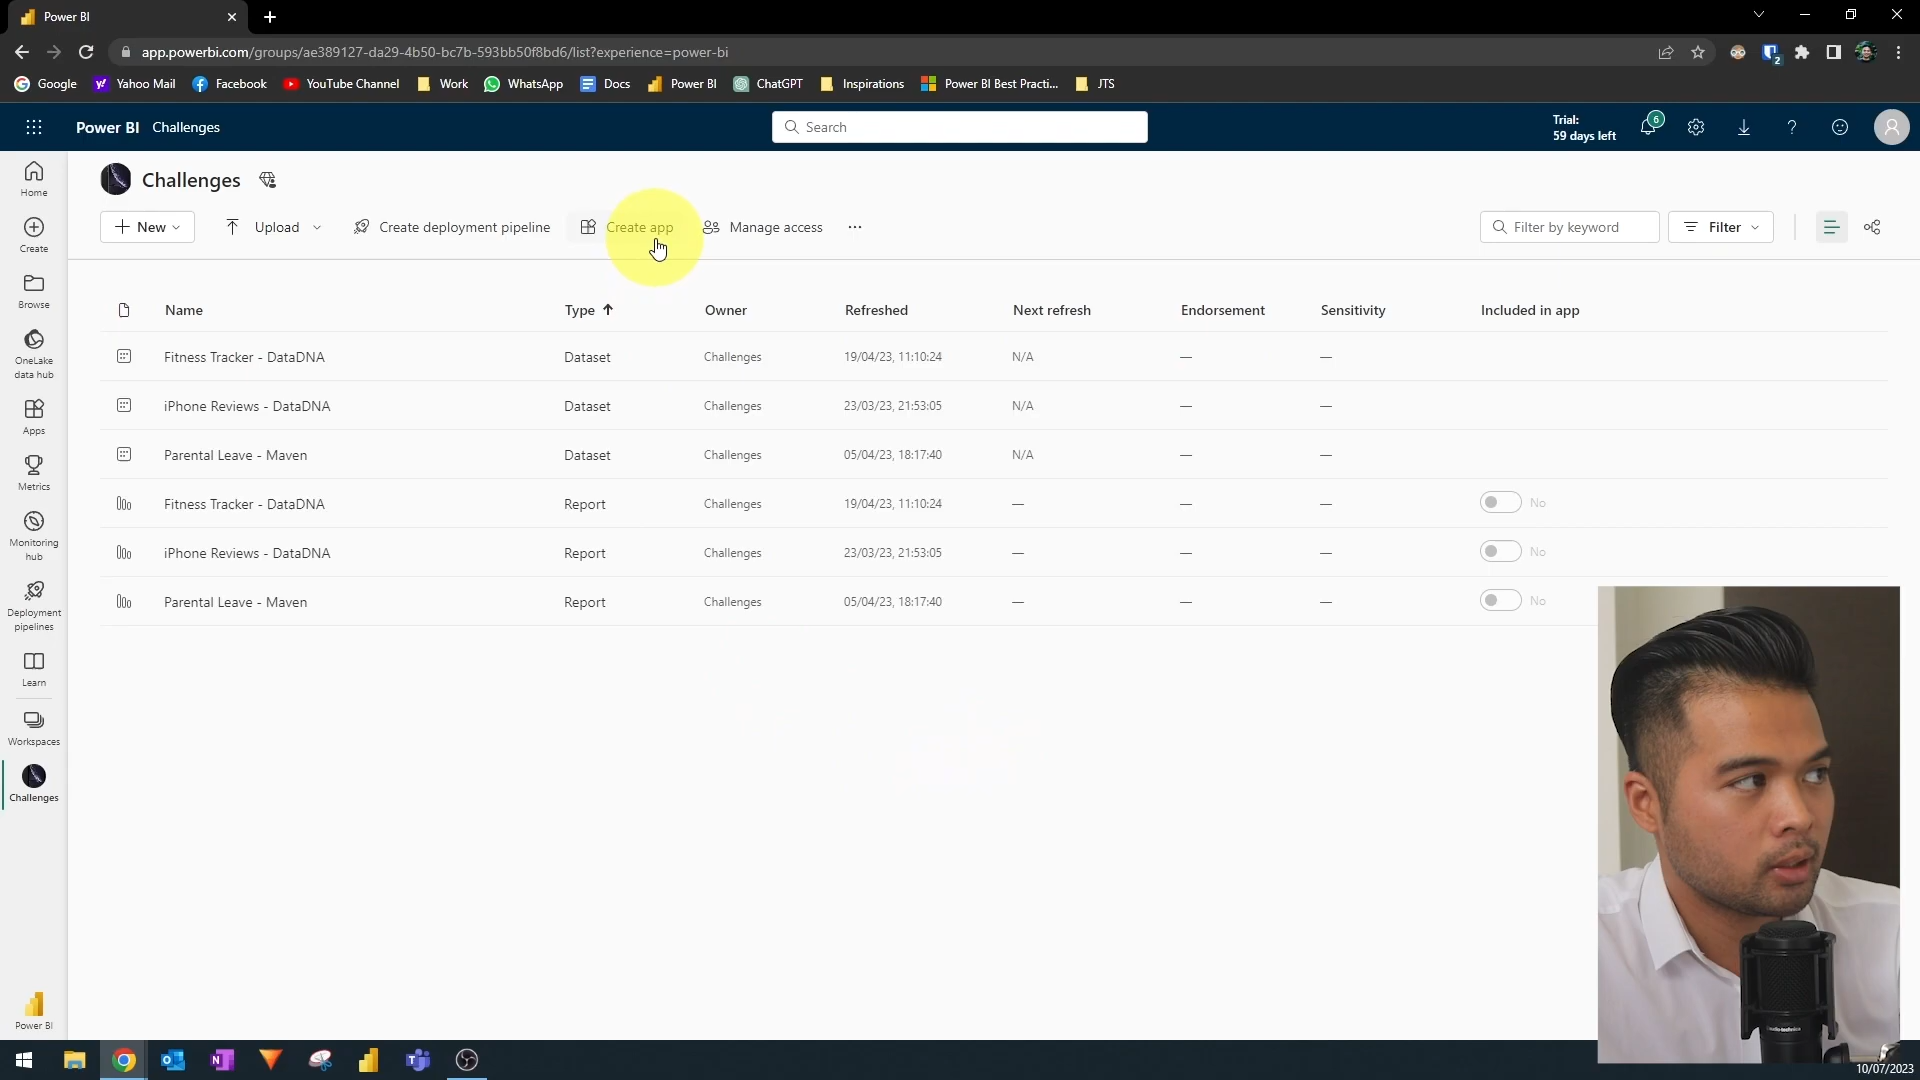 Power BI
app.powerbi.com/groups/ae389127-da29-4b50-bc7b-593bb50f8bd6/list?experience=power-bi
2
Google Yahoo Mail Facebook YouTube Channel Work WhatsApp Docs Power BI ChatGPT Inspirations Power BI Best Practi... JTS
Power BI Challenges Search Trial: 59 days left 6
Challenges
New Upload Create deployment pipeline Create app Manage access Filter by keyword Filter
Name Type Owner Refreshed Next refresh Endorsement Sensitivity Included in app
Fitness Tracker - DataDNA Dataset Challenges 19/04/23, 11:10:24 N/A — —
iPhone Reviews - DataDNA Dataset Challenges 23/03/23, 21:53:05 N/A — —
Parental Leave - Maven Dataset Challenges 05/04/23, 18:17:40 N/A — —
Fitness Tracker - DataDNA Report Challenges 19/04/23, 11:10:24 — — — No
iPhone Reviews - DataDNA Report Challenges 23/03/23, 21:53:05 — — — No
Parental Leave - Maven Report Challenges 05/04/23, 18:17:40 — — — No
Home
Create
Browse
OneLake
data hub
Apps
Metrics
Monitoring
hub
Deployment
pipelines
Learn
Workspaces
Challenges
Power BI
audio-technica
10/07/2023